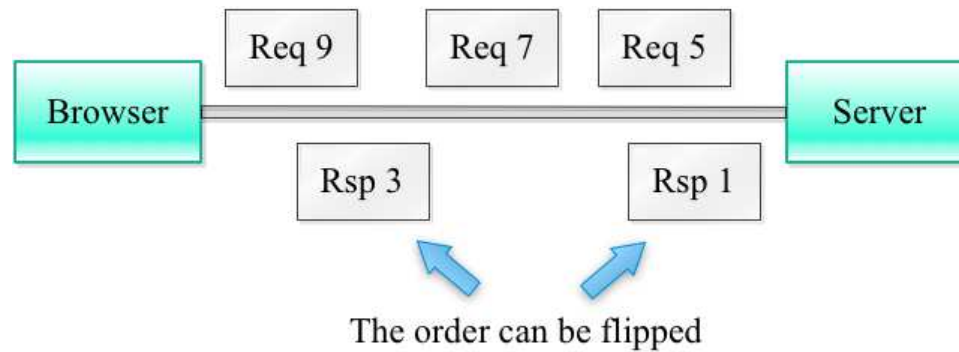 Req 9
Req 7
Req 5
Browser
Server
Rsp 3
Rsp 1
The order can be flipped